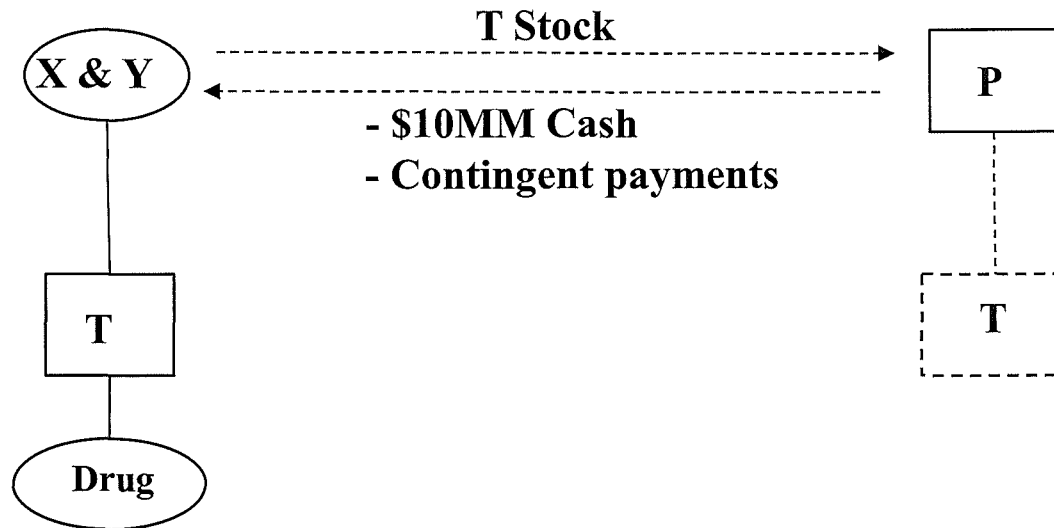 T Stock
X & Y
P
- $10MM Cash
- Contingent payments
T
T
Drug